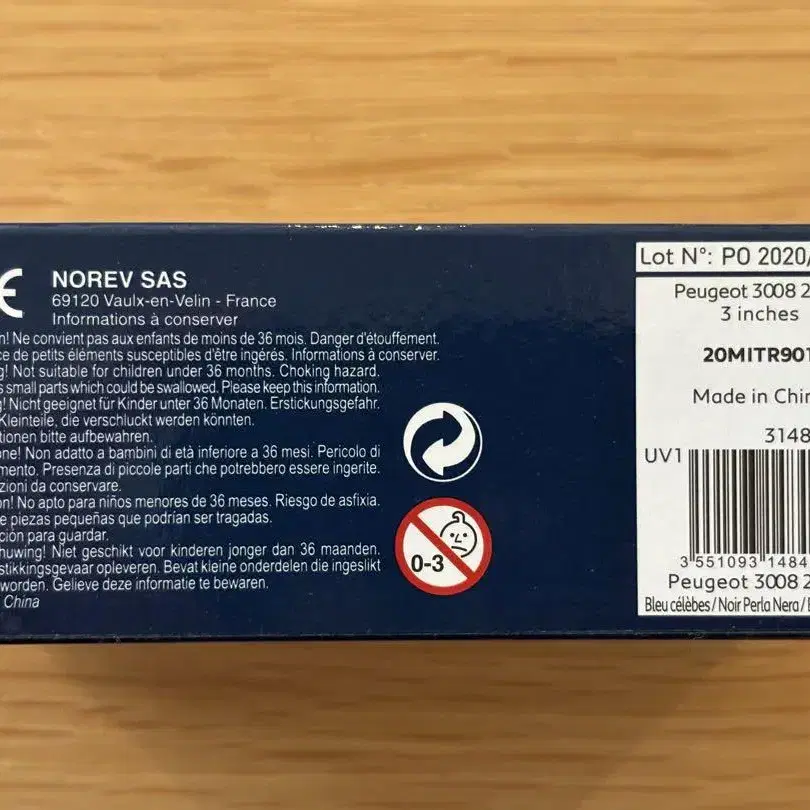 CE
NOREV SAS
69120 Vaulx-en-Velin - France
Informations à conserver
n! Ne convient pas aux enfants de moins de 36 mois. Danger d'étouffement.
ce de petits éléments susceptibles d'être ingérés. Informations à conserver.
g! Not suitable for children under 36 months. Choking hazard.
s small parts which could be swallowed. Please keep this information.
g! Nicht geeignet für Kinder unter 36 Monaten. Erstickungsgefahr.
Kleinteile, die verschluckt werden könnten.
tionen bitte aufbewahren.
one! Non adatto a bambini di età inferiore a 36 mesi. Pericolo di
mento. Presenza di piccole parti che potrebbero essere ingerite.
zioni da conservare.
on! No apto para niños menores de 36 meses. Riesgo de asfixia.
e piezas pequeñas que podrían ser tragadas.
ción para guardar.
huwing! Niet geschikt voor kinderen jonger dan 36 maanden.
stikkingsgevaar opleveren. Bevat kleine onderdelen die ingeslikt
worden. Gelieve deze informatie te bewaren.
China
0-3
Lot N°: PO 2020/
Peugeot 3008 2
3 inches
20MITR901
Made in Chin
3148
UV1
3 551093 1484
Peugeot 3008 2
Bleu célèbes / Noir Perla Nera /